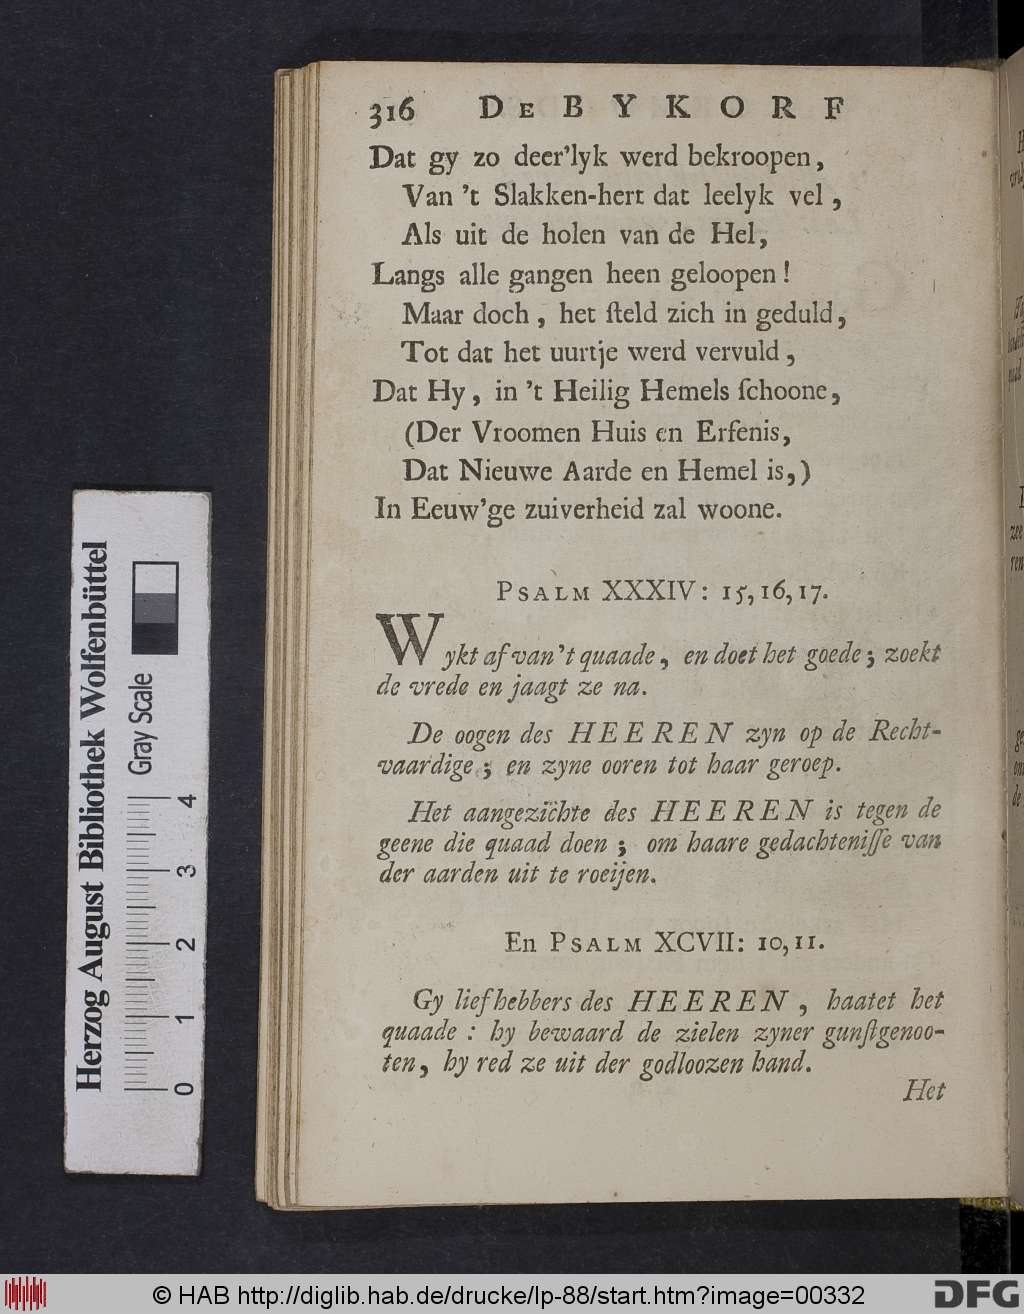 316 DE BYKORF
Dat gy zo deer'lyk werd bekroopen,
Van 't Slakken-hert dat leelyk vel,
Als uit de holen van de Hel,
Langs alle gangen heen geloopen!
Maar doch, het ſteld zich in geduld,
Tot dat het uurtje werd vervuld,
Dat Hy, in 't Heilig Hemels ſchoone,
(Der Vroomen Huis en Erfenis,
Dat Nieuwe Aarde en Hemel is,)
In Eeuw'ge zuiverheid zal woone.
PSALM XXXIV: 15, 16, 17.
Wykt af van 't quaade, en doet het goede; zoekt
de vrede en jaagt ze na.
De oogen des HEEREN zyn op de Recht-
vaardige; en zyne ooren tot haar geroep.
Het aangezichte des HEEREN is tegen de
geene die quaad doen; om haare gedachteniſſe van
der aarden uit te roeijen.
En PSALM XCVII: 10, 11.
Gy liefhebbers des HEEREN, haatet het
quaade: hy bewaard de zielen zyner gunſtgenoo-
ten, hy red ze uit der godloozen hand.
Het
Herzog August Bibliothek Wolfenbüttel
Gray Scale
0 1 2 3 4
© HAB http://diglib.hab.de/drucke/lp-88/start.htm?image=00332
DFG